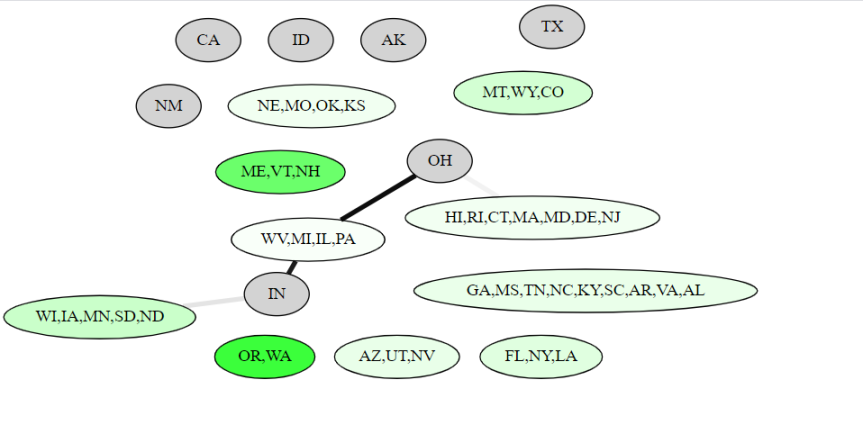 TX
CA
ID
AK
MT,WY,CO
NM
NE,MO,OK,KS
OH
ME,VT,NH
HI,RI,CT,MA,MD,DE,NJ
WV,MI,IL,PA
GA,MS,TN,NC,KY,SC,AR,VA,AL
IN
WI,IA,MN,SD,ND
OR,WA
AZ,UT,NV
FL,NY,LA